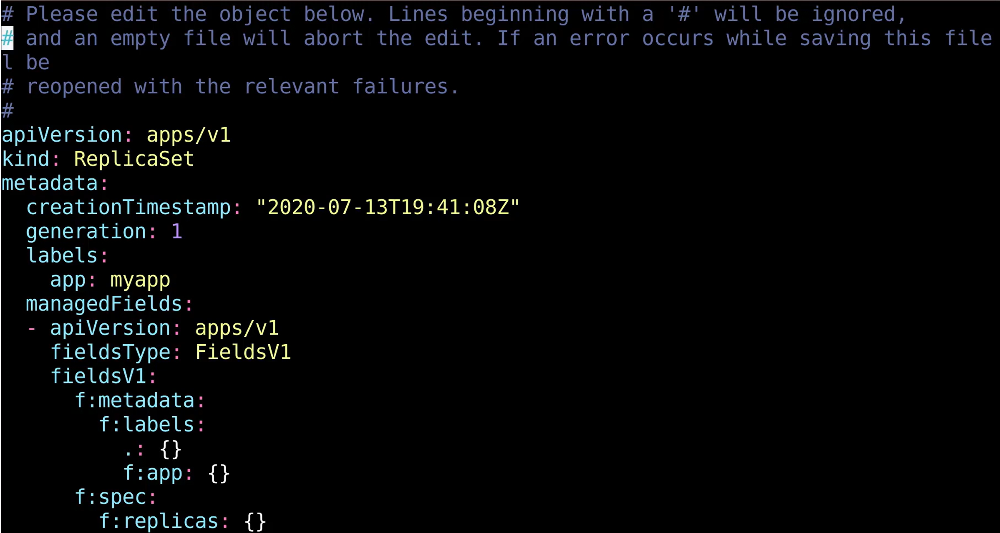 # Please edit the object below. Lines beginning with a '#' will be ignored,
# and an empty file will abort the edit. If an error occurs while saving this file
l be
# reopened with the relevant failures.
#
apiVersion: apps/v1
kind: ReplicaSet
metadata:
  creationTimestamp: "2020-07-13T19:41:08Z"
  generation: 1
  labels:
    app: myapp
  managedFields:
  - apiVersion: apps/v1
    fieldsType: FieldsV1
    fieldsV1:
      f:metadata:
        f:labels:
          .: {}
          f:app: {}
      f:spec:
        f:replicas: {}